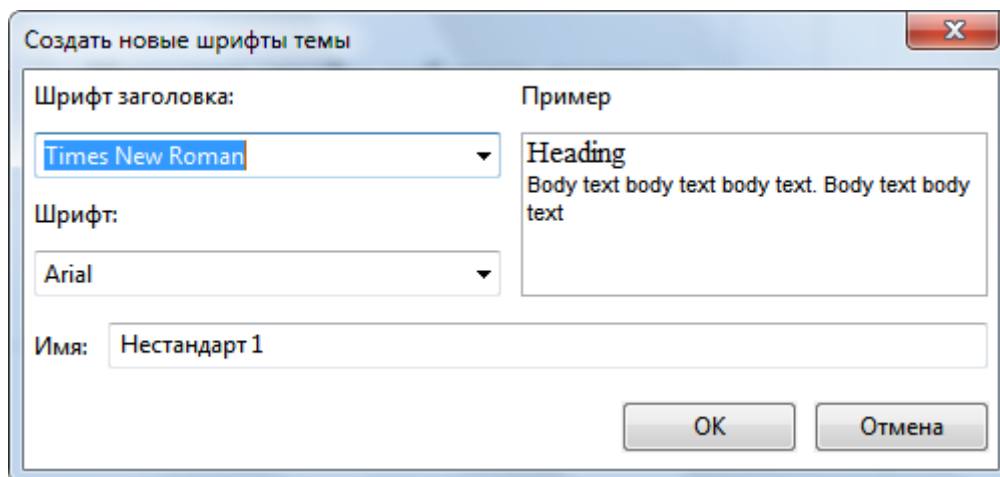 Создать новые шрифты темы
Шрифт заголовка:
Times New Roman
Шрифт:
Arial
Пример
Heading
Body text body text body text. Body text body
text
Имя:
Нестандарт 1
ОК
Отмена